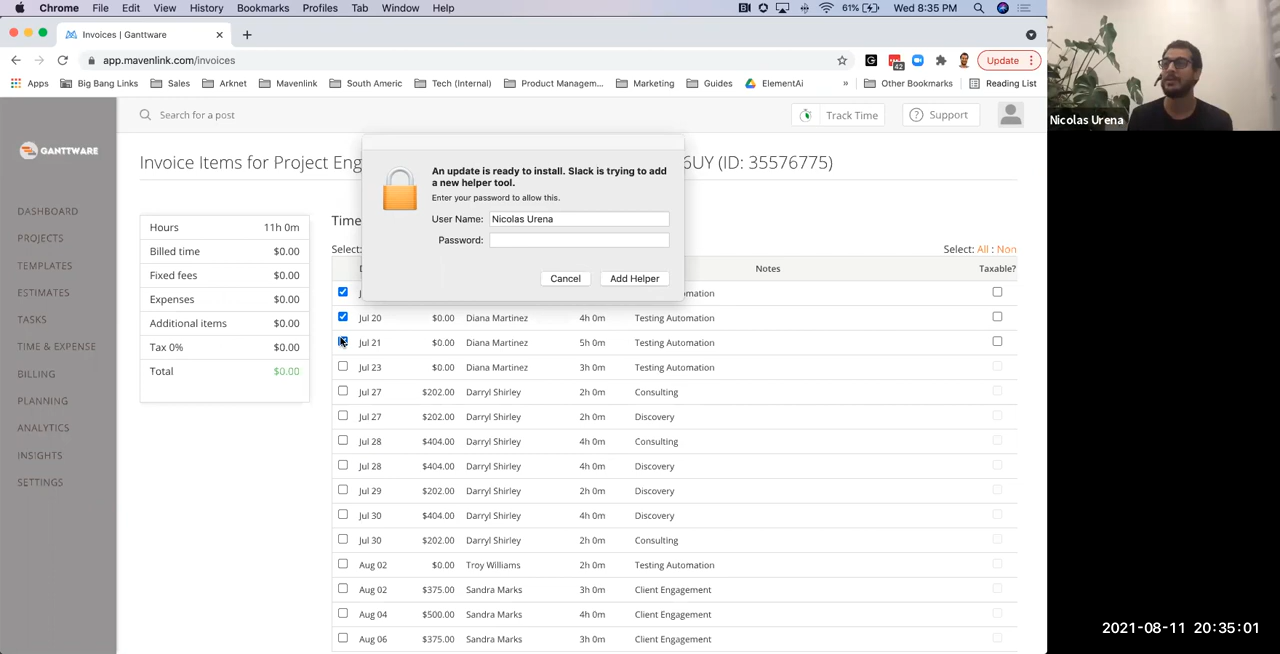 Chrome File Edit View History Bookmarks Profiles Tab Window Help 61% Wed 8:35 PM
Invoices | Ganttware
app.mavenlink.com/invoices 42 Update
Apps Big Bang Links Sales Arknet Mavenlink South Americ Tech (Internal) Product Managem... Marketing Guides ElementAi » Other Bookmarks Reading List
Search for a post Track Time Support
Nicolas Urena
GANTTWARE
Invoice Items for Project Eng 6UY (ID: 35576775)
An update is ready to install. Slack is trying to add
a new helper tool.
Enter your password to allow this.
User Name: Nicolas Urena
Password:
Cancel Add Helper
DASHBOARD
PROJECTS
TEMPLATES
ESTIMATES
TASKS
TIME & EXPENSE
BILLING
PLANNING
ANALYTICS
INSIGHTS
SETTINGS
Hours 11h 0m
Billed time $0.00
Fixed fees $0.00
Expenses $0.00
Additional items $0.00
Tax 0% $0.00
Total $0.00
Time
Select: Select: All : Non
Notes Taxable?
Jul 20 $0.00 Diana Martinez 4h 0m Testing Automation
Jul 21 $0.00 Diana Martinez 5h 0m Testing Automation
Jul 23 $0.00 Diana Martinez 3h 0m Testing Automation
Jul 27 $202.00 Darryl Shirley 2h 0m Consulting
Jul 27 $202.00 Darryl Shirley 2h 0m Discovery
Jul 28 $404.00 Darryl Shirley 4h 0m Consulting
Jul 28 $404.00 Darryl Shirley 4h 0m Discovery
Jul 29 $202.00 Darryl Shirley 2h 0m Discovery
Jul 30 $404.00 Darryl Shirley 4h 0m Discovery
Jul 30 $202.00 Darryl Shirley 2h 0m Consulting
Aug 02 $0.00 Troy Williams 2h 0m Testing Automation
Aug 02 $375.00 Sandra Marks 3h 0m Client Engagement
Aug 04 $500.00 Sandra Marks 4h 0m Client Engagement
Aug 06 $375.00 Sandra Marks 3h 0m Client Engagement
2021-08-11 20:35:01